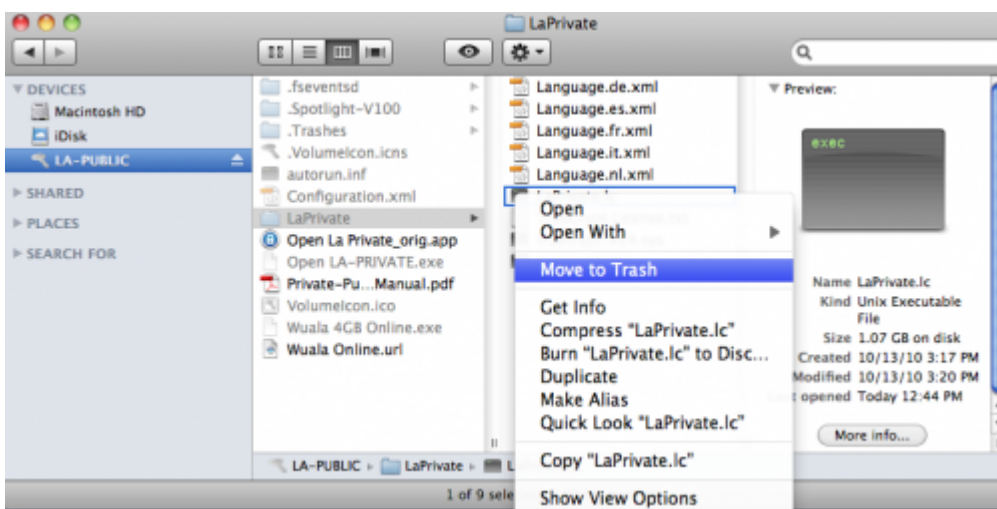 LaPrivate
DEVICES
Macintosh HD
iDisk
LA-PUBLIC
SHARED
PLACES
SEARCH FOR
.fseventsd
.Spotlight-V100
.Trashes
.VolumeIcon.icns
autorun.inf
Configuration.xml
LaPrivate
Open La Private_orig.app
Open LA-PRIVATE.exe
Private-Pu...Manual.pdf
VolumeIcon.ico
Wuala 4GB Online.exe
Wuala Online.url
Language.de.xml
Language.es.xml
Language.fr.xml
Language.it.xml
Language.nl.xml
Open
Open With
Move to Trash
Get Info
Compress "LaPrivate.lc"
Burn "LaPrivate.lc" to Disc...
Duplicate
Make Alias
Quick Look "LaPrivate.lc"
Copy "LaPrivate.lc"
Show View Options
Preview:
exec
Name LaPrivate.lc
Kind Unix Executable
File
Size 1.07 GB on disk
Created 10/13/10 3:17 PM
Modified 10/13/10 3:20 PM
opened Today 12:44 PM
More info...
LA-PUBLIC LaPrivate
1 of 9